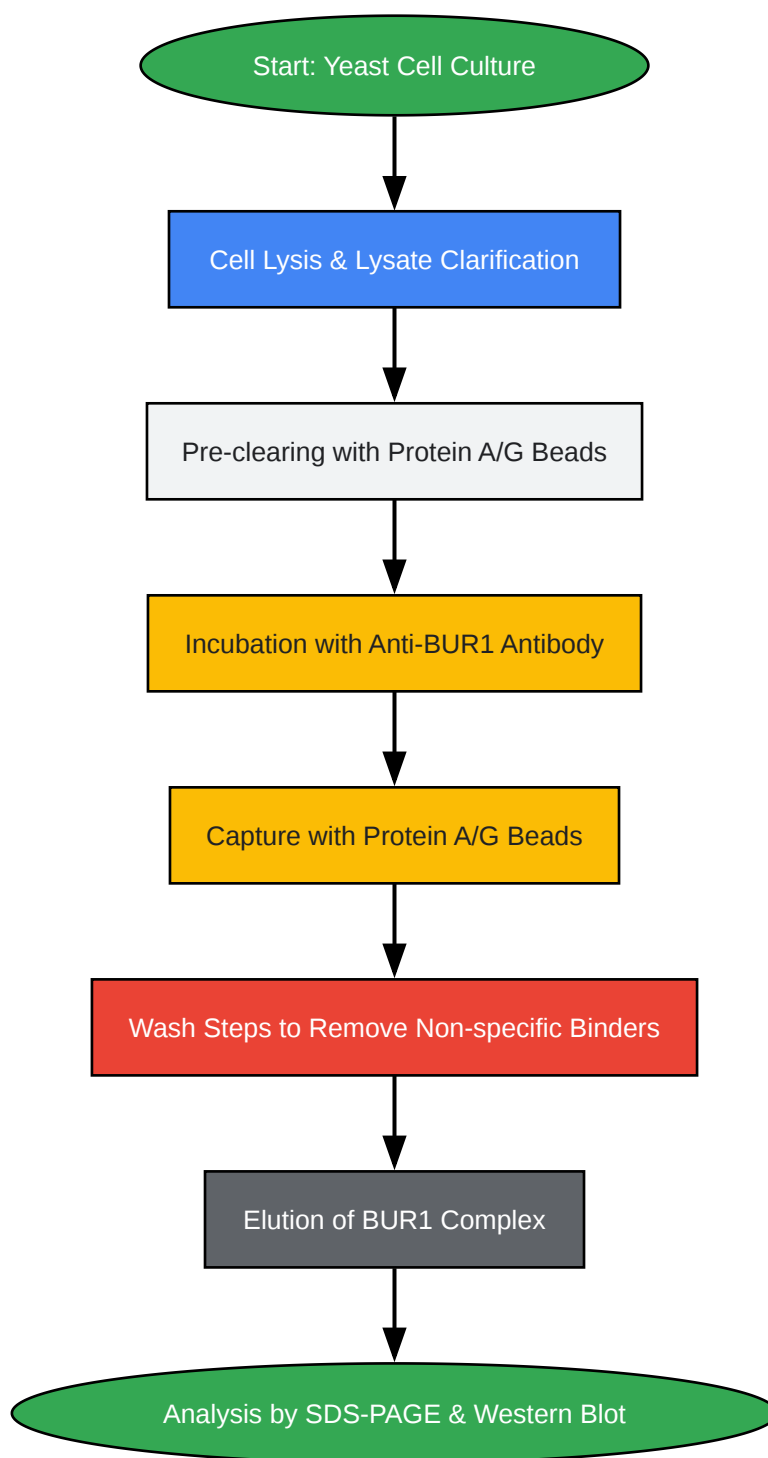 Start: Yeast Cell Culture
Cell Lysis & Lysate Clarification
Pre-clearing with Protein A/G Beads
Incubation with Anti-BUR1 Antibody
Capture with Protein A/G Beads
Wash Steps to Remove Non-specific Binders
Elution of BUR1 Complex
Analysis by SDS-PAGE & Western Blot